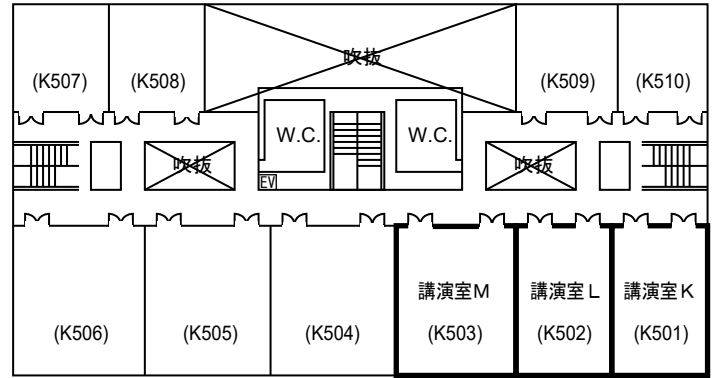 吹抜
(K507)
(K508)
(K509)
(K510)
W.C.
W.C.
吹抜
吹抜
EV
講演室M
講演室L
講演室K
(K506)
(K505)
(K504)
(K503)
(K502)
(K501)